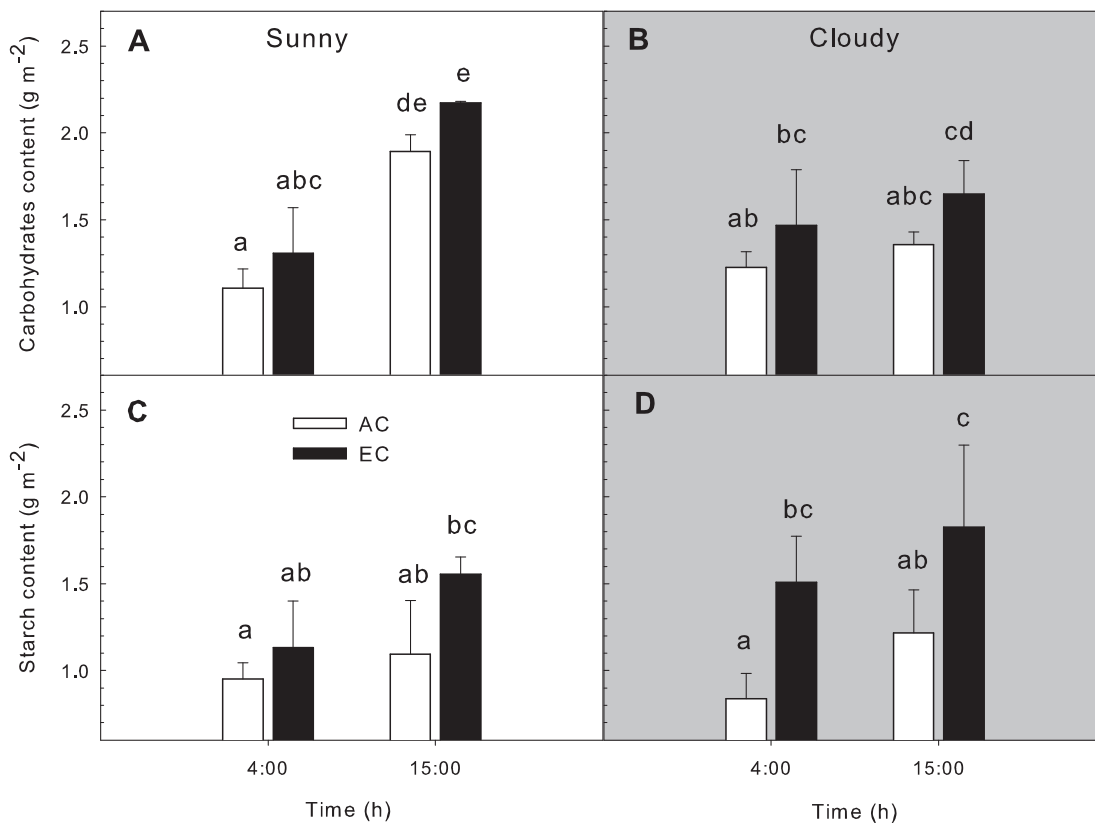 A
Sunny
B
Cloudy
Carbohydrates content (g m⁻²)
2.5
2.0
1.5
1.0
a
abc
de
e
ab
bc
abc
cd
C
AC
EC
D
Starch content (g m⁻²)
2.5
2.0
1.5
1.0
a
ab
ab
bc
a
bc
ab
c
4:00
15:00
4:00
15:00
Time (h)
Time (h)